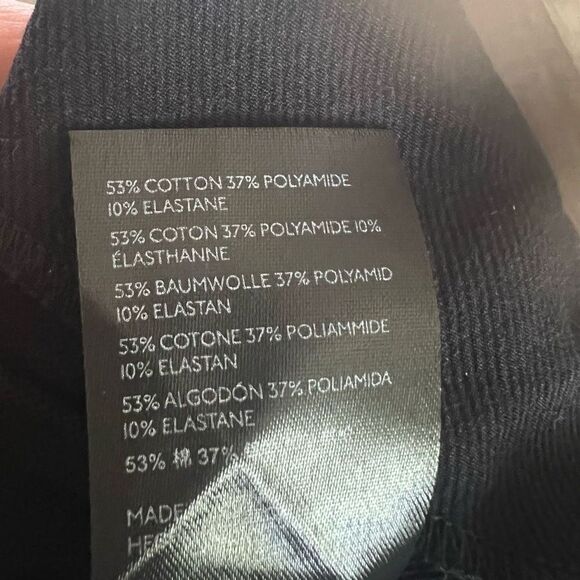 53% COTTON 37% POLYAMIDE
10% ELASTANE
53% COTON 37% POLYAMIDE 10%
ÉLASTHANNE
53% BAUMWOLLE 37% POLYAMID
10% ELASTAN
53% COTONE 37% POLIAMMIDE
10% ELASTAN
53% ALGODÓN 37% POLIAMIDA
10% ELASTANE
53% 棉 37%
MADE